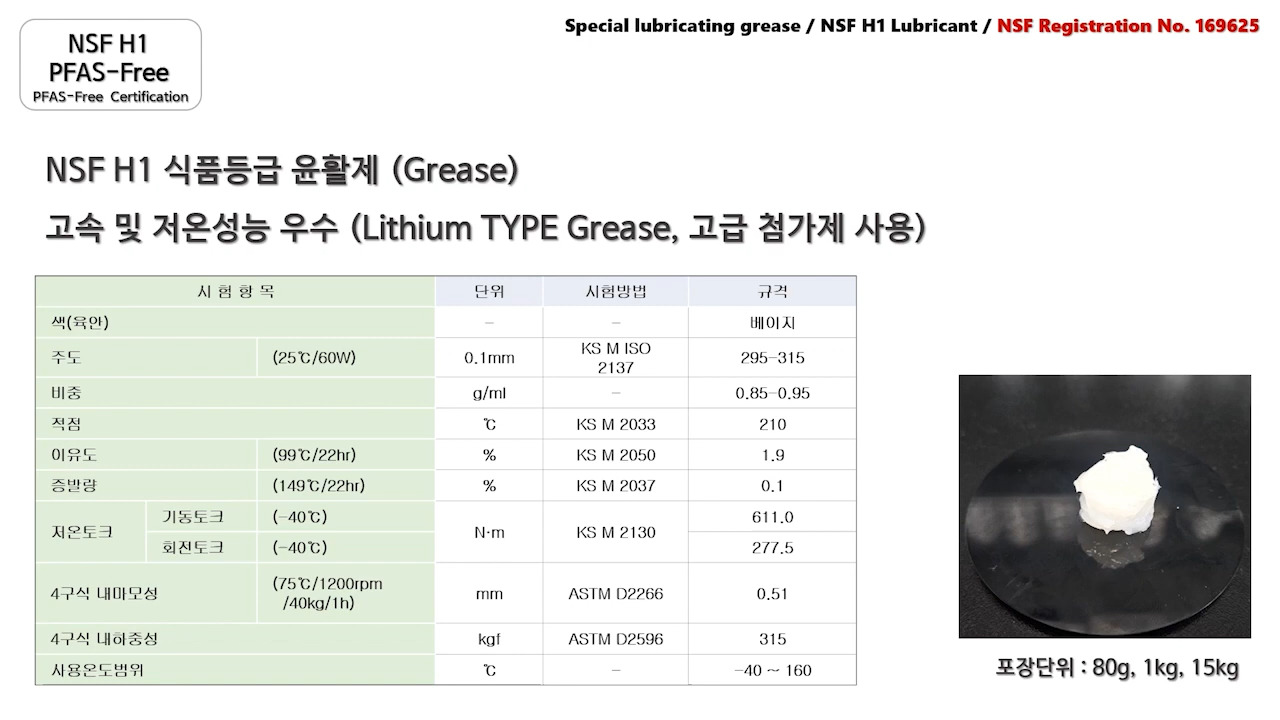 NSF H1
PFAS-Free
PFAS-Free Certification
Special lubricating grease / NSF H1 Lubricant / NSF Registration No. 169625
NSF H1 식품등급 윤활제 (Grease)
고속 및 저온성능 우수 (Lithium TYPE Grease, 고급 첨가제 사용)
시 험 항 목 단위 시험방법 규격
색(육안) - - 베이지
주도 (25℃/60W) 0.1mm KS M ISO 2137 295-315
비중 g/ml - 0.85-0.95
적점 ℃ KS M 2033 210
이유도 (99℃/22hr) % KS M 2050 1.9
증발량 (149℃/22hr) % KS M 2037 0.1
저온토크 기동토크 (-40℃) N·m KS M 2130 611.0
회전토크 (-40℃) 277.5
4구식 내마모성 (75℃/1200rpm /40kg/1h) mm ASTM D2266 0.51
4구식 내하중성 kgf ASTM D2596 315
사용온도범위 ℃ - -40 ~ 160
포장단위 : 80g, 1kg, 15kg